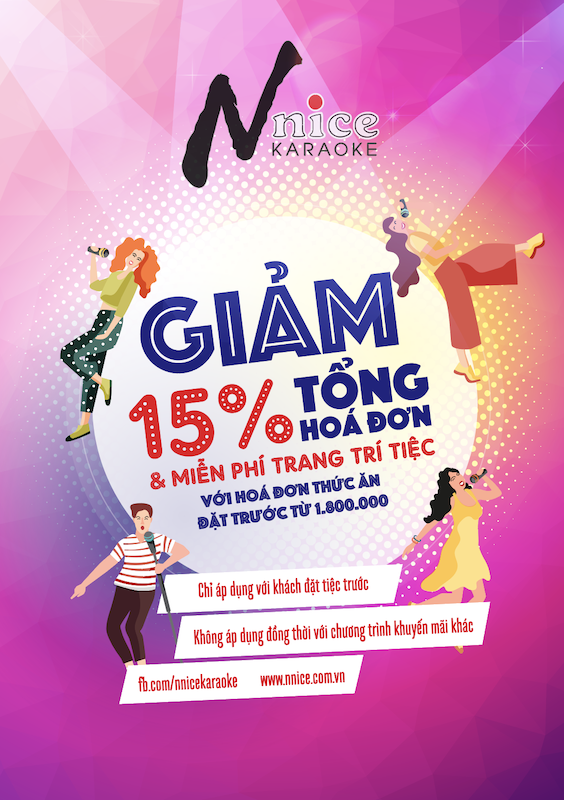 Nnice
KARAOKE
GIẢM
15% TỔNG
HOÁ ĐƠN
& MIỄN PHÍ TRANG TRÍ TIỆC
VỚI HOÁ ĐƠN THỨC ĂN
ĐẶT TRƯỚC TỪ 1.800.000
Chỉ áp dụng với khách đặt tiệc trước
Không áp dụng đồng thời với chương trình khuyến mãi khác
fb.com/nnicekaraoke www.nnice.com.vn